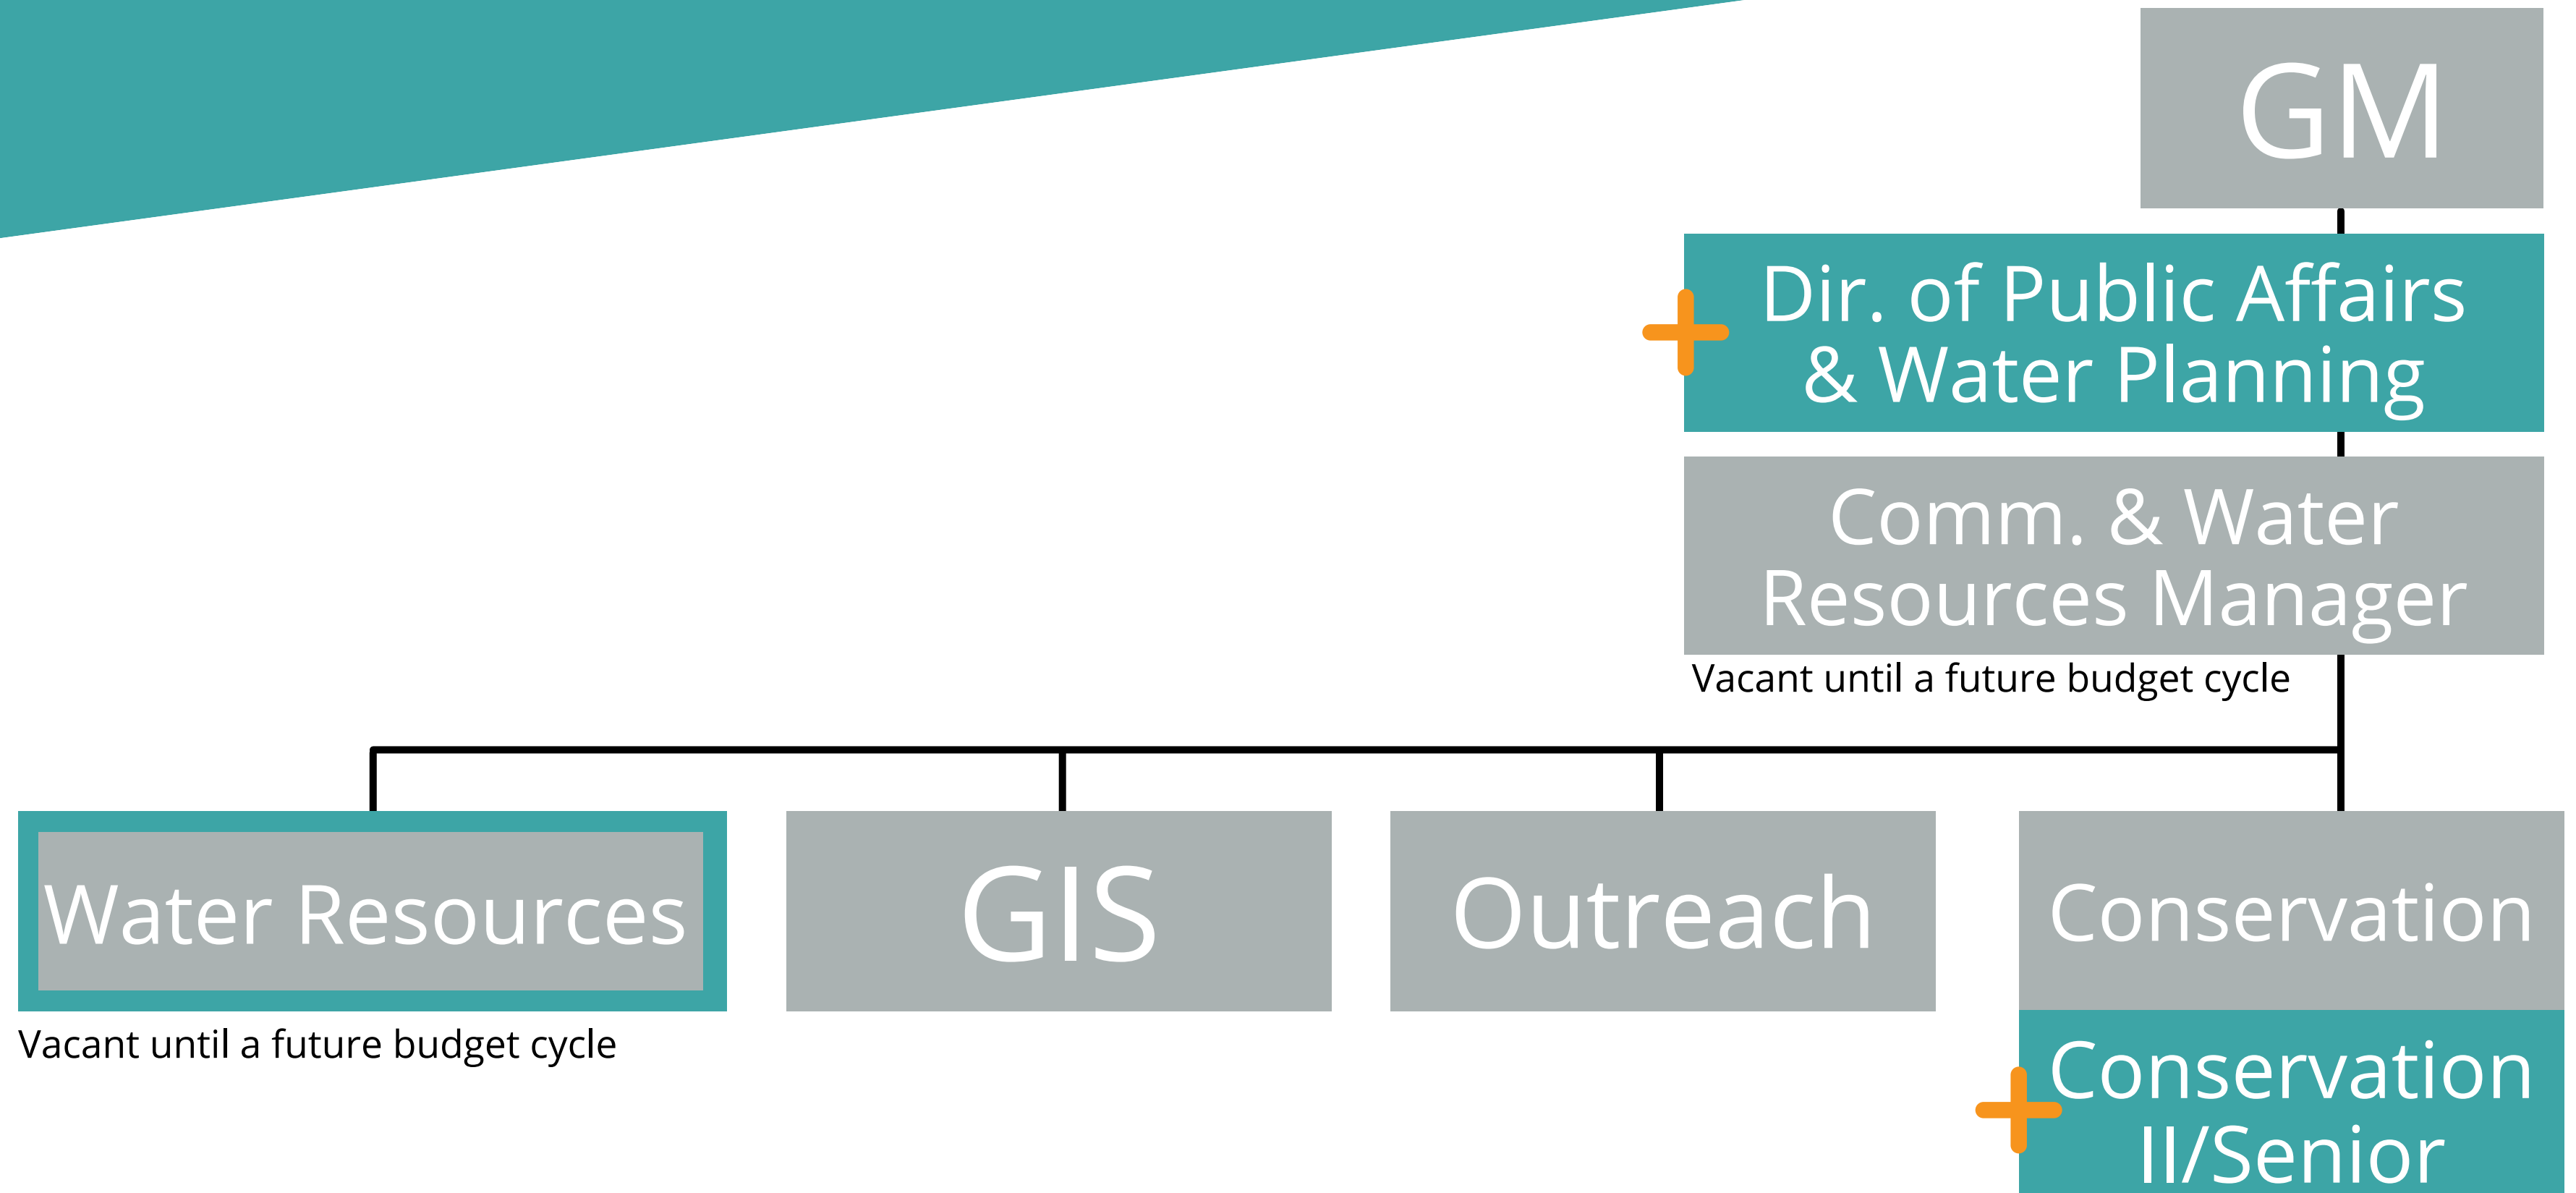 GM
Dir. of Public Affairs
& Water Planning
Comm. & Water
Resources Manager
Vacant until a future budget cycle
Water Resources
GIS
Outreach
Conservation
Vacant until a future budget cycle
Conservation
II/Senior